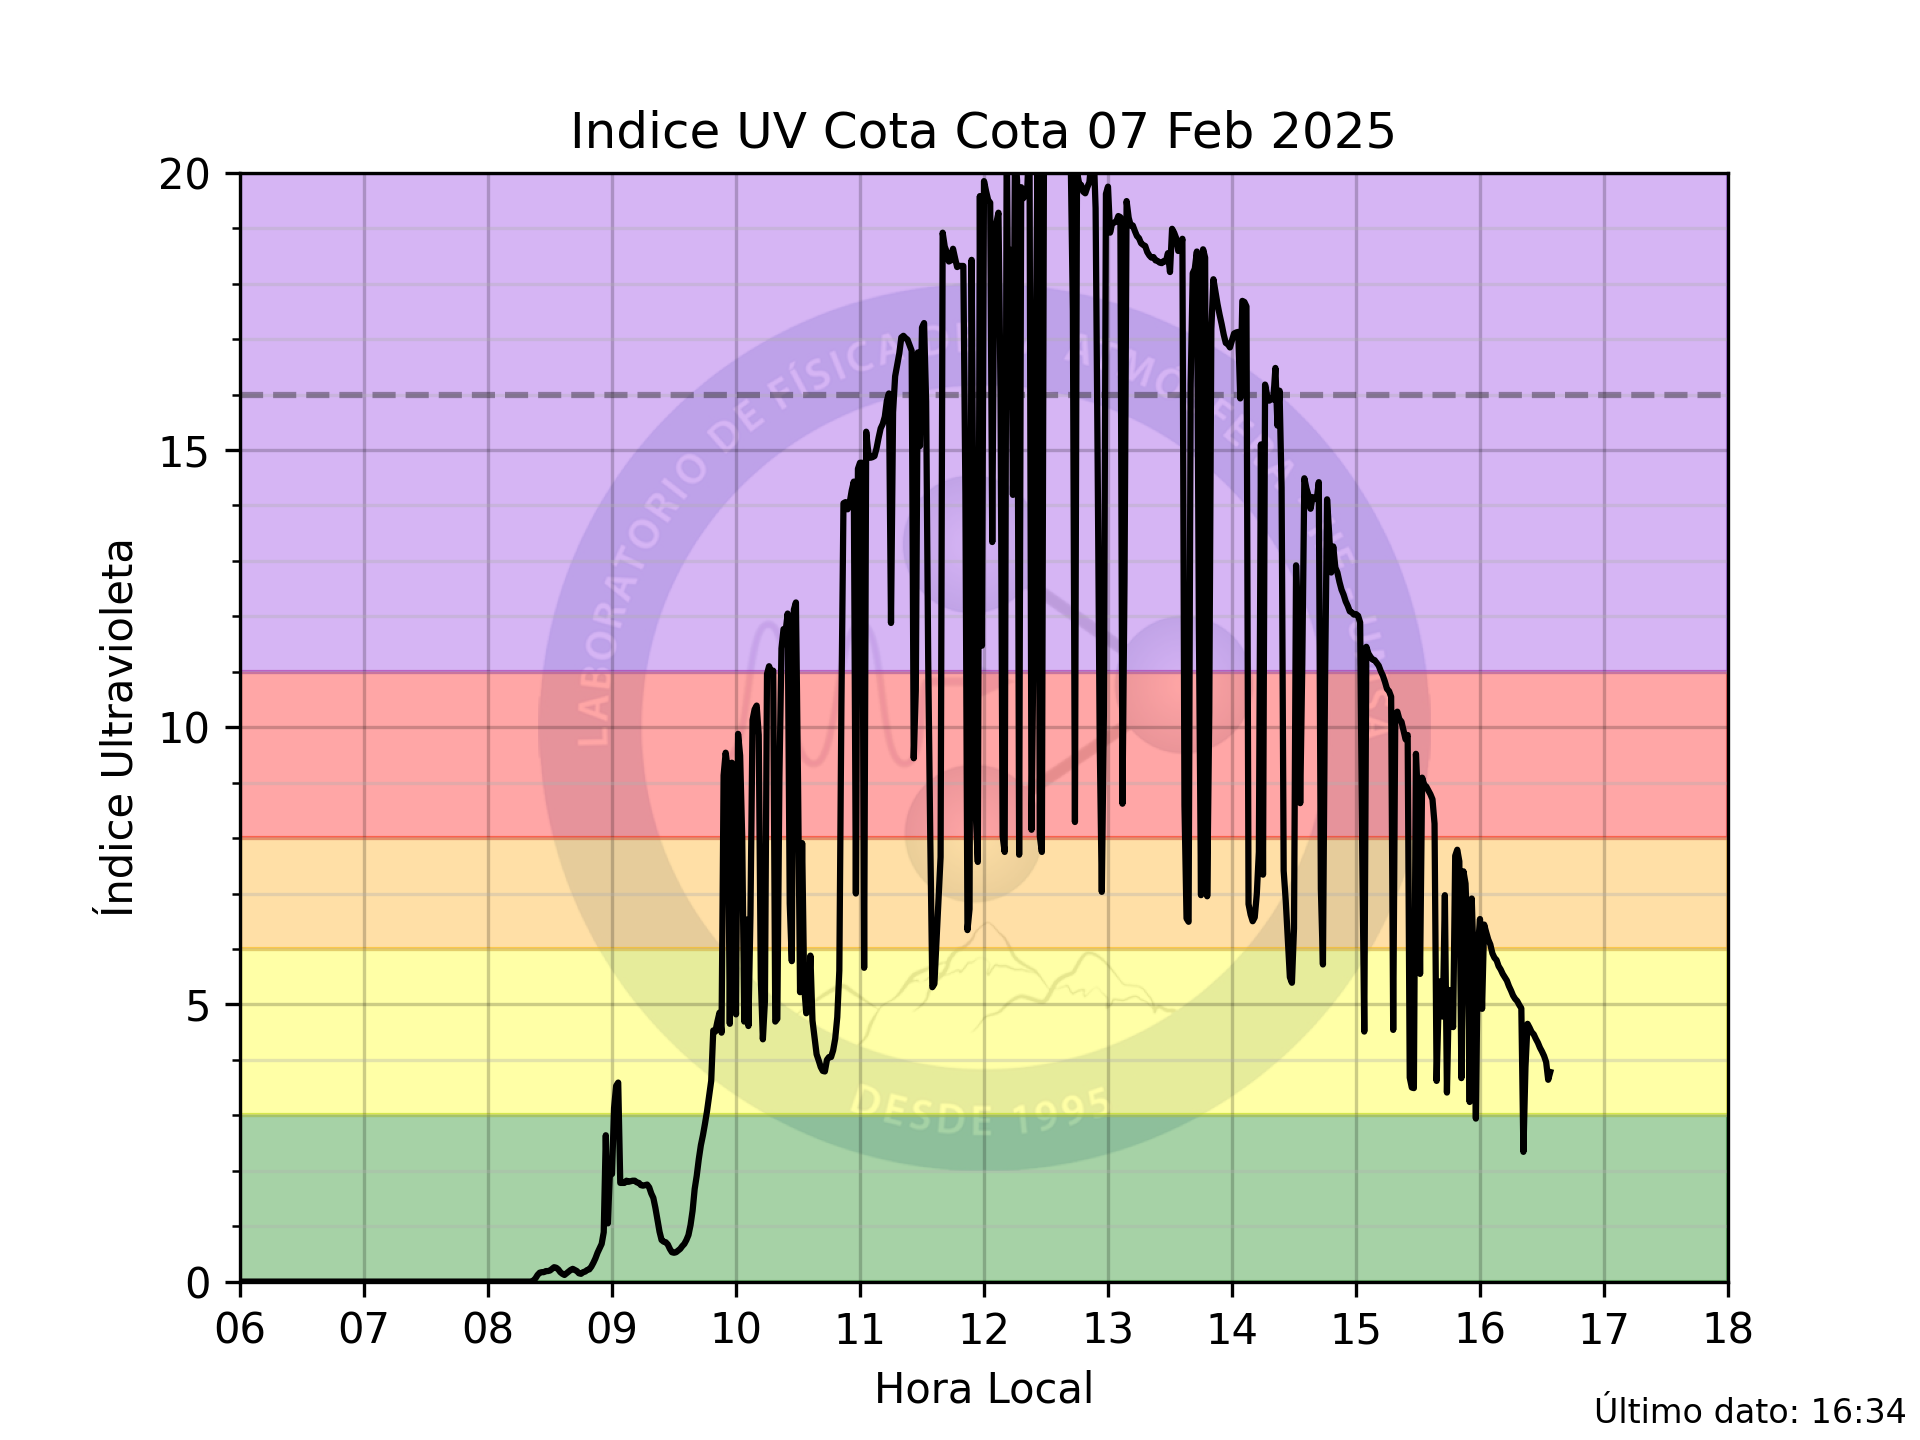 Indice UV Cota Cota 07 Feb 2025
20
15
10
5
0
Índice Ultravioleta
LABORATORIO DE FÍSICA DE
DESDE 1995
06 07 08 09 10 11 12 13 14 15 16 17 18
Hora Local
Último dato: 16:34